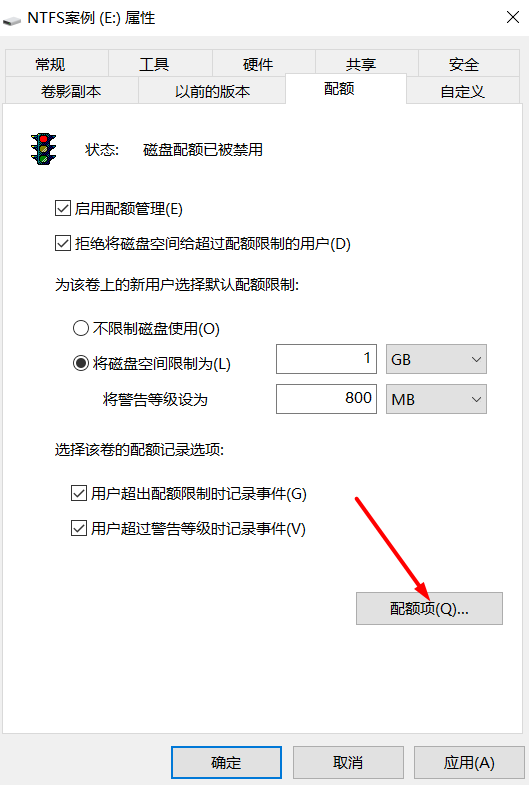 NTFS案例 (E:) 属性
常规 工具 硬件 共享 安全
卷影副本 以前的版本 配额 自定义
状态: 磁盘配额已被禁用
启用配额管理(E)
拒绝将磁盘空间给超过配额限制的用户(D)
为该卷上的新用户选择默认配额限制:
不限制磁盘使用(O)
将磁盘空间限制为(L) 1 GB
将警告等级设为 800 MB
选择该卷的配额记录选项:
用户超出配额限制时记录事件(G)
用户超过警告等级时记录事件(V)
配额项(Q)...
确定 取消 应用(A)